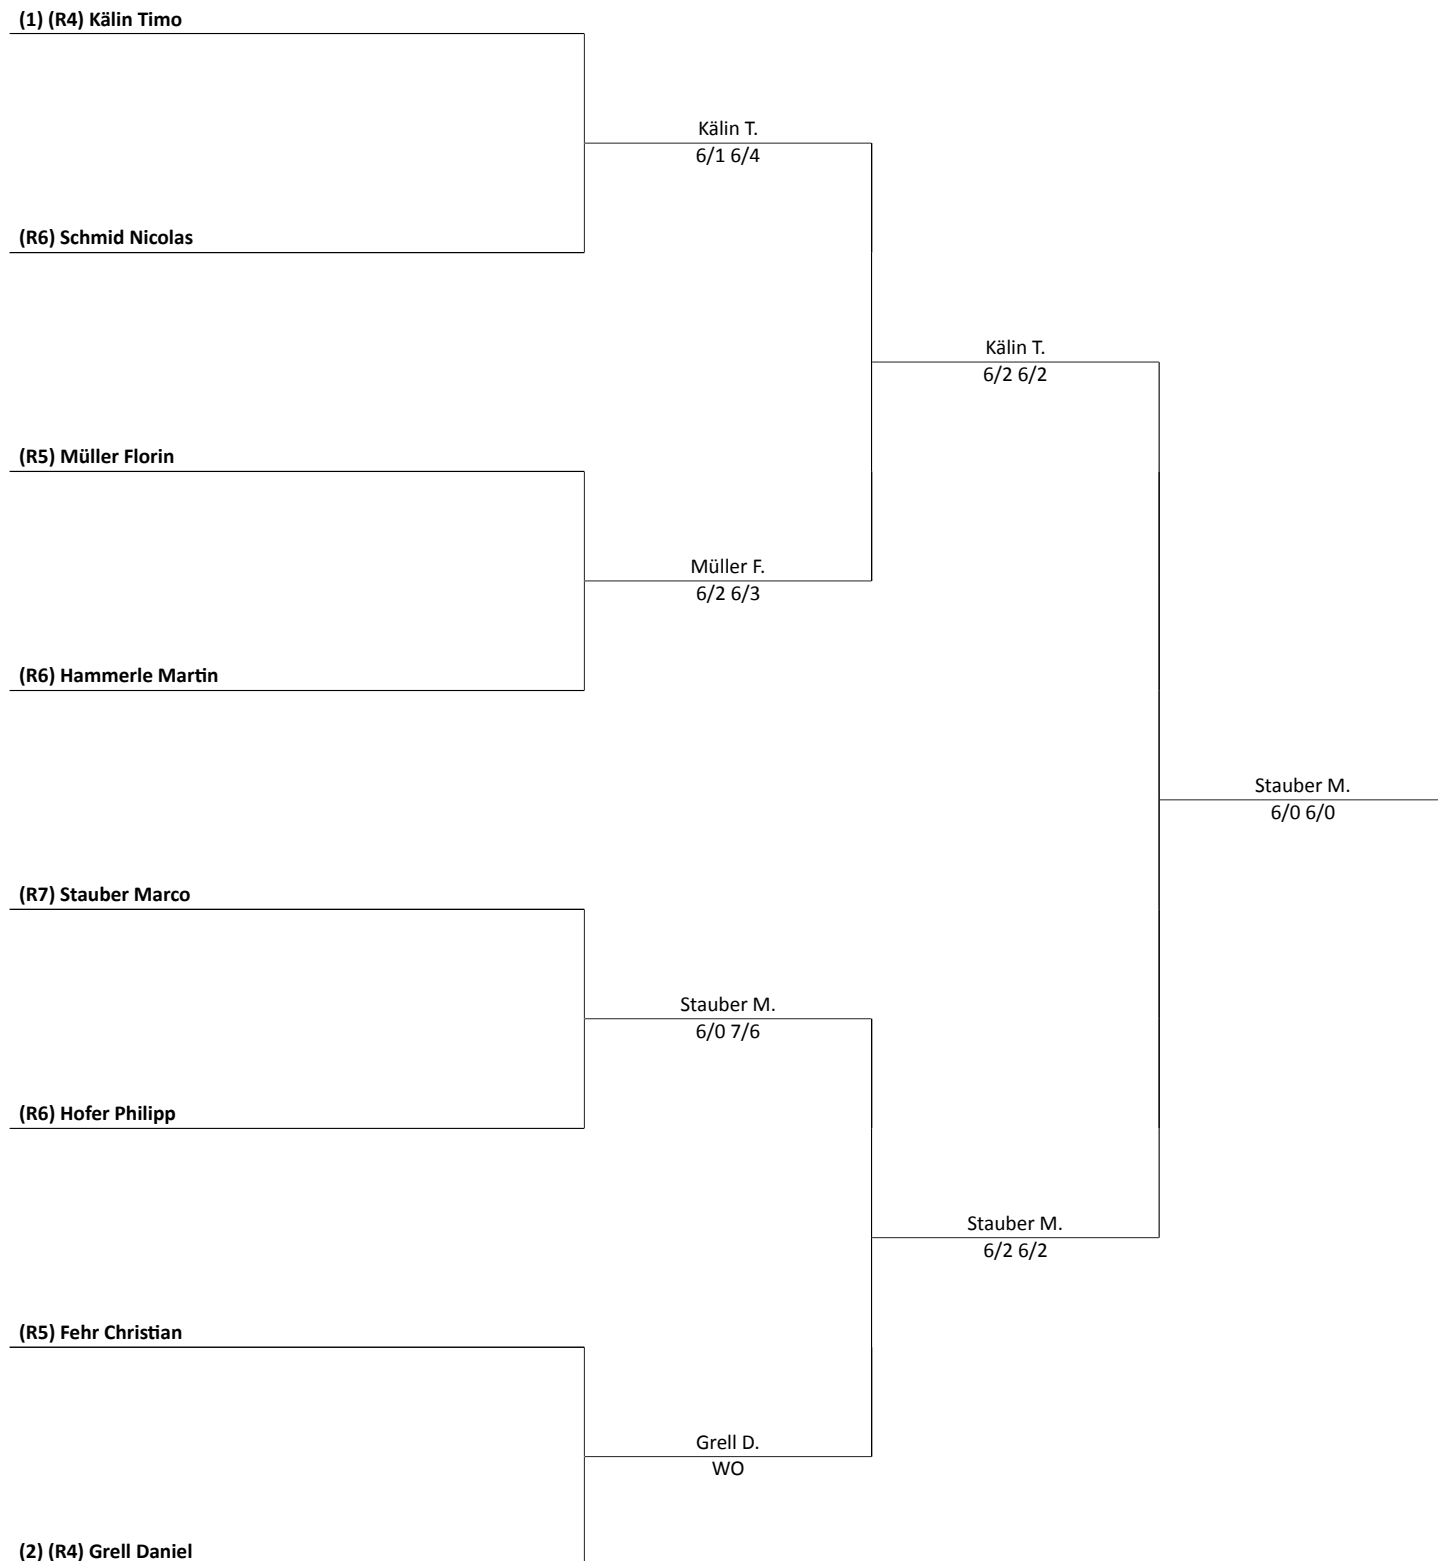 (1) (R4) Kälin Timo
Kälin T.
6/1 6/4
(R6) Schmid Nicolas
Kälin T.
6/2 6/2
(R5) Müller Florin
Müller F.
6/2 6/3
(R6) Hammerle Martin
Stauber M.
6/0 6/0
(R7) Stauber Marco
Stauber M.
6/0 7/6
(R6) Hofer Philipp
Stauber M.
6/2 6/2
(R5) Fehr Christian
Grell D.
WO
(2) (R4) Grell Daniel